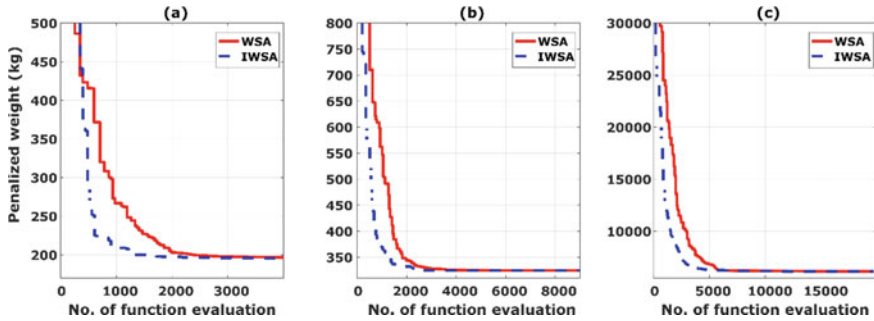 (a)
500
450
400
350
300
250
200
0
1000
2000
3000
WSA
IWSA
Penalized weight (kg)
No. of function evaluation
(b)
800
750
700
650
600
550
500
450
400
350
0
2000
4000
6000
8000
WSA
IWSA
No. of function evaluation
(c)
30000
25000
20000
15000
10000
0
5000
10000
15000
WSA
IWSA
No. of function evaluation